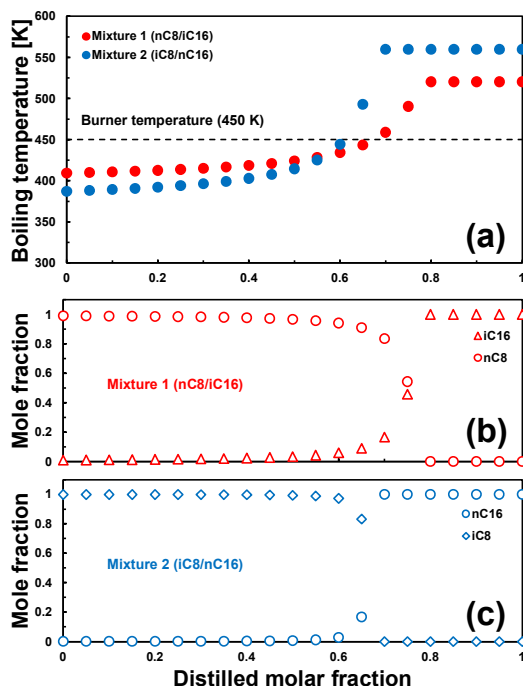 Boiling temperature [K]
600
550
500
450
400
350
300
Mixture 1 (nC8/iC16)
Mixture 2 (iC8/nC16)
Burner temperature (450 K)
(a)
0
0.2
0.4
0.6
0.8
1
Mole fraction
1
0.8
0.6
0.4
0.2
0
iC16
nC8
Mixture 1 (nC8/iC16)
(b)
Mole fraction
1
0.8
0.6
0.4
0.2
0
nC16
iC8
Mixture 2 (iC8/nC16)
(c)
0
0.2
0.4
0.6
0.8
1
Distilled molar fraction